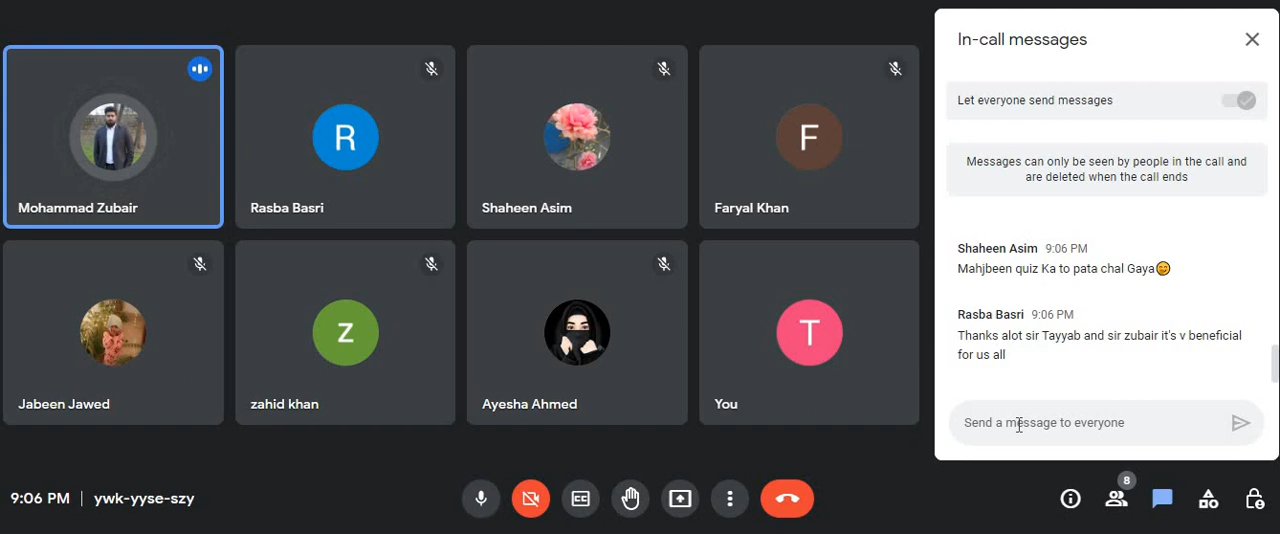 In-call messages
Let everyone send messages
Messages can only be seen by people in the call and
are deleted when the call ends
Shaheen Asim 9:06 PM
Mahjbeen quiz Ka to pata chal Gaya😊
Rasba Basri 9:06 PM
Thanks alot sir Tayyab and sir zubair it's v beneficial
for us all
Send a message to everyone
Mohammad Zubair
R
Rasba Basri
Shaheen Asim
F
Faryal Khan
Jabeen Jawed
z
zahid khan
Ayesha Ahmed
T
You
9:06 PM | ywk-yyse-szy
CC
8